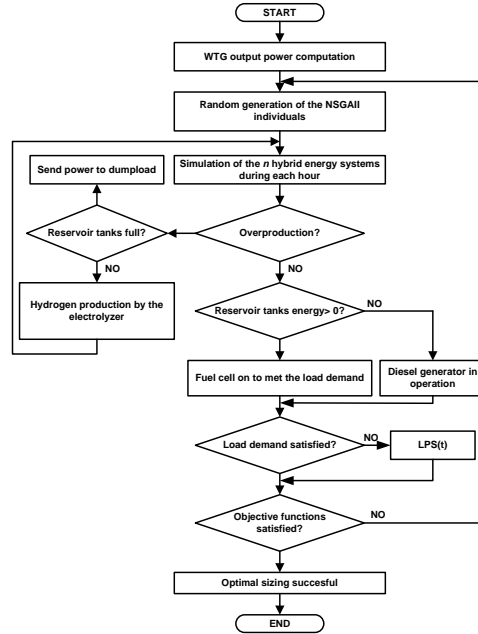 START
WTG output power computation
Random generation of the NSGAII
individuals
Simulation of the n hybrid energy systems
during each hour
Send power to dumpload
Overproduction?
Reservoir tanks full?
NO
NO
Hydrogen production by the
electrolyzer
Reservoir tanks energy> 0?
NO
Fuel cell on to met the load demand
Diesel generator in
operation
Load demand satisfied?
NO
LPS(t)
Objective functions
satisfied?
NO
Optimal sizing succesful
END